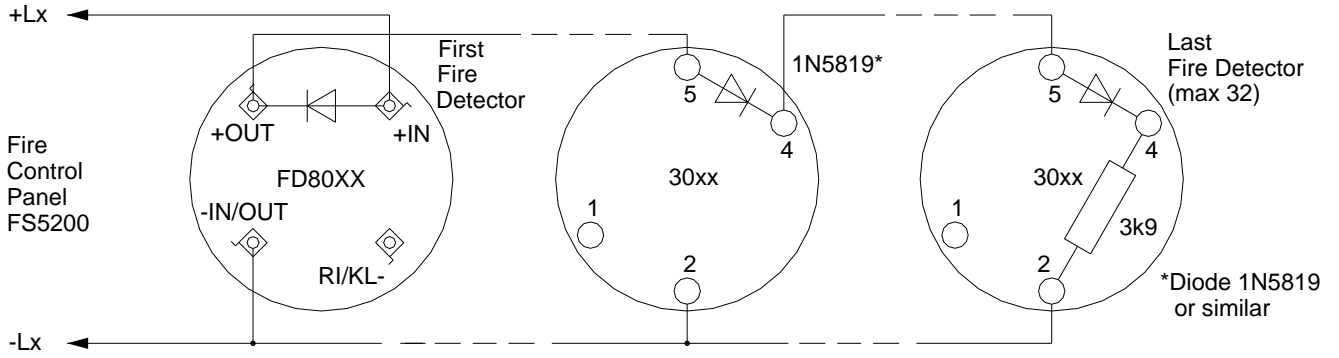 +Lx
Fire
Control
Panel
FS5200
-Lx
First
Fire
Detector
+OUT
+IN
FD80XX
-IN/OUT
RI/KL-
5
4
30xx
1
2
1N5819*
5
4
30xx
1
3k9
2
Last
Fire Detector
(max 32)
*Diode 1N5819
or similar